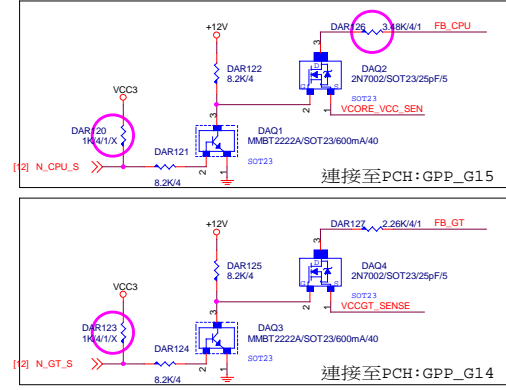 +12V
DAR126
3.48K/4/1
FB_CPU
3
DAR122
8.2K/4
DAQ2
2N7002/SOT23/25pF/5
D
G
S
SOT23
2
1
VCORE_VCC_SEN
VCC3
DAR120
1K/4/1/X
3
DAQ1
MMBT2222A/SOT23/600mA/40
SOT23
DAR121
[12] N_CPU_S
8.2K/4
2
1
連接至PCH:GPP_G15
+12V
DAR127
2.26K/4/1
FB_GT
3
DAR125
8.2K/4
DAQ4
2N7002/SOT23/25pF/5
D
G
S
SOT23
2
1
VCCGT_SENSE
VCC3
DAR123
1K/4/1/X
3
DAQ3
MMBT2222A/SOT23/600mA/40
SOT23
DAR124
[12] N_GT_S
8.2K/4
2
1
連接至PCH:GPP_G14